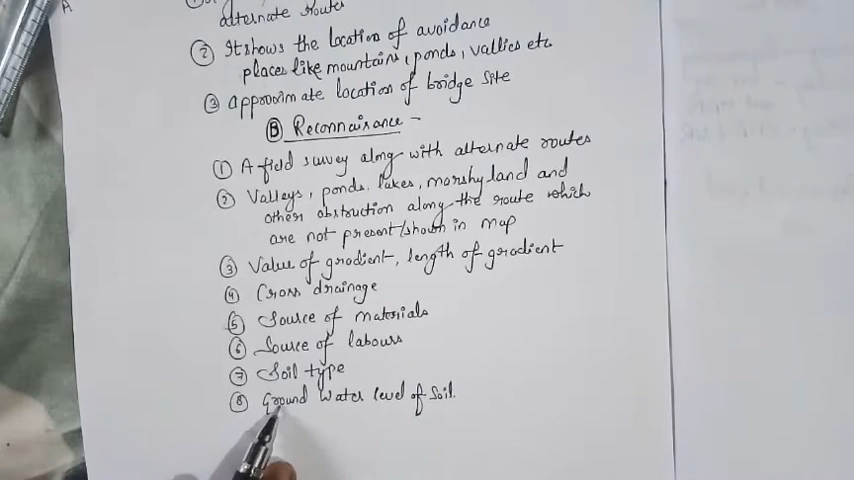 A
alternate routes
② It shows the location of avoidance
places like mountains, ponds, vallies etc
③ approximate location of bridge site
Ⓑ Reconnairance -
① A field survey along with alternate routes
② Valleys, ponds. lakes, marshy land and
other obstruction along the route which
are not present/shown in map
③ Value of gradient, length of gradient
④ Cross drainage
⑤ Source of materials
⑥ Source of labours
⑦ Soil type
⑧ Ground water level of soil.